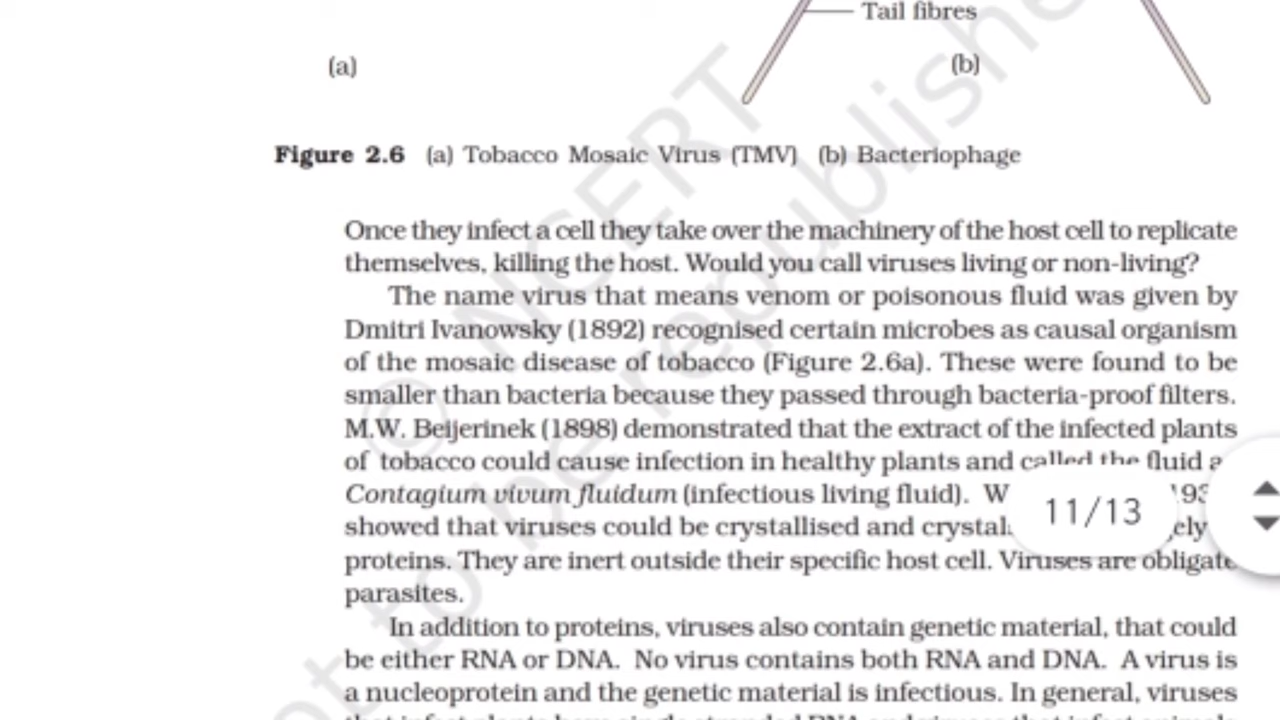 Tail fibres
(a)
(b)
Figure 2.6 (a) Tobacco Mosaic Virus (TMV) (b) Bacteriophage
Once they infect a cell they take over the machinery of the host cell to replicate
themselves, killing the host. Would you call viruses living or non-living?
The name virus that means venom or poisonous fluid was given by
Dmitri Ivanowsky (1892) recognised certain microbes as causal organism
of the mosaic disease of tobacco (Figure 2.6a). These were found to be
smaller than bacteria because they passed through bacteria-proof filters.
M.W. Beijerinek (1898) demonstrated that the extract of the infected plants
of tobacco could cause infection in healthy plants and called the fluid
Contagium vivum fluidum (infectious living fluid). W
11/13
showed that viruses could be crystallised and
proteins. They are inert outside their specific host cell. Viruses are obligate
parasites.
In addition to proteins, viruses also contain genetic material, that could
be either RNA or DNA. No virus contains both RNA and DNA. A virus is
a nucleoprotein and the genetic material is infectious. In general, viruses
© NCERT
not to be republished